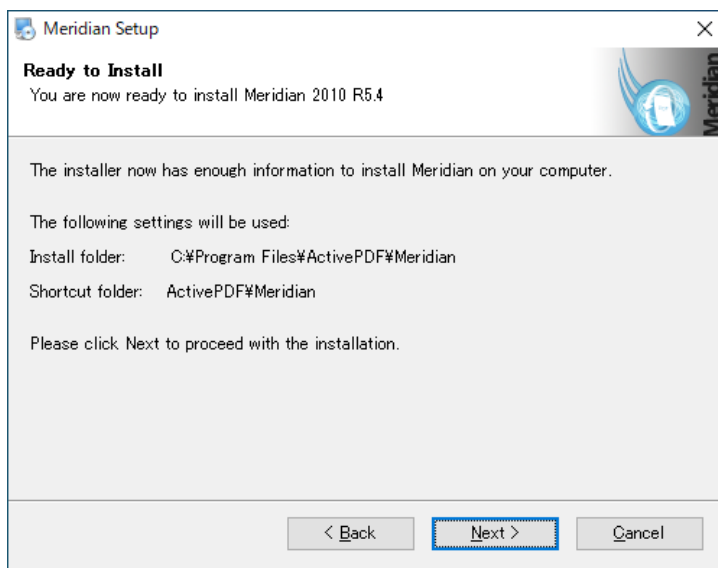 Meridian Setup
Ready to Install
You are now ready to install Meridian 2010 R5.4
Meridian
The installer now has enough information to install Meridian on your computer.
The following settings will be used:
Install folder: C:¥Program Files¥ActivePDF¥Meridian
Shortcut folder: ActivePDF¥Meridian
Please click Next to proceed with the installation.
< Back
Next >
Cancel